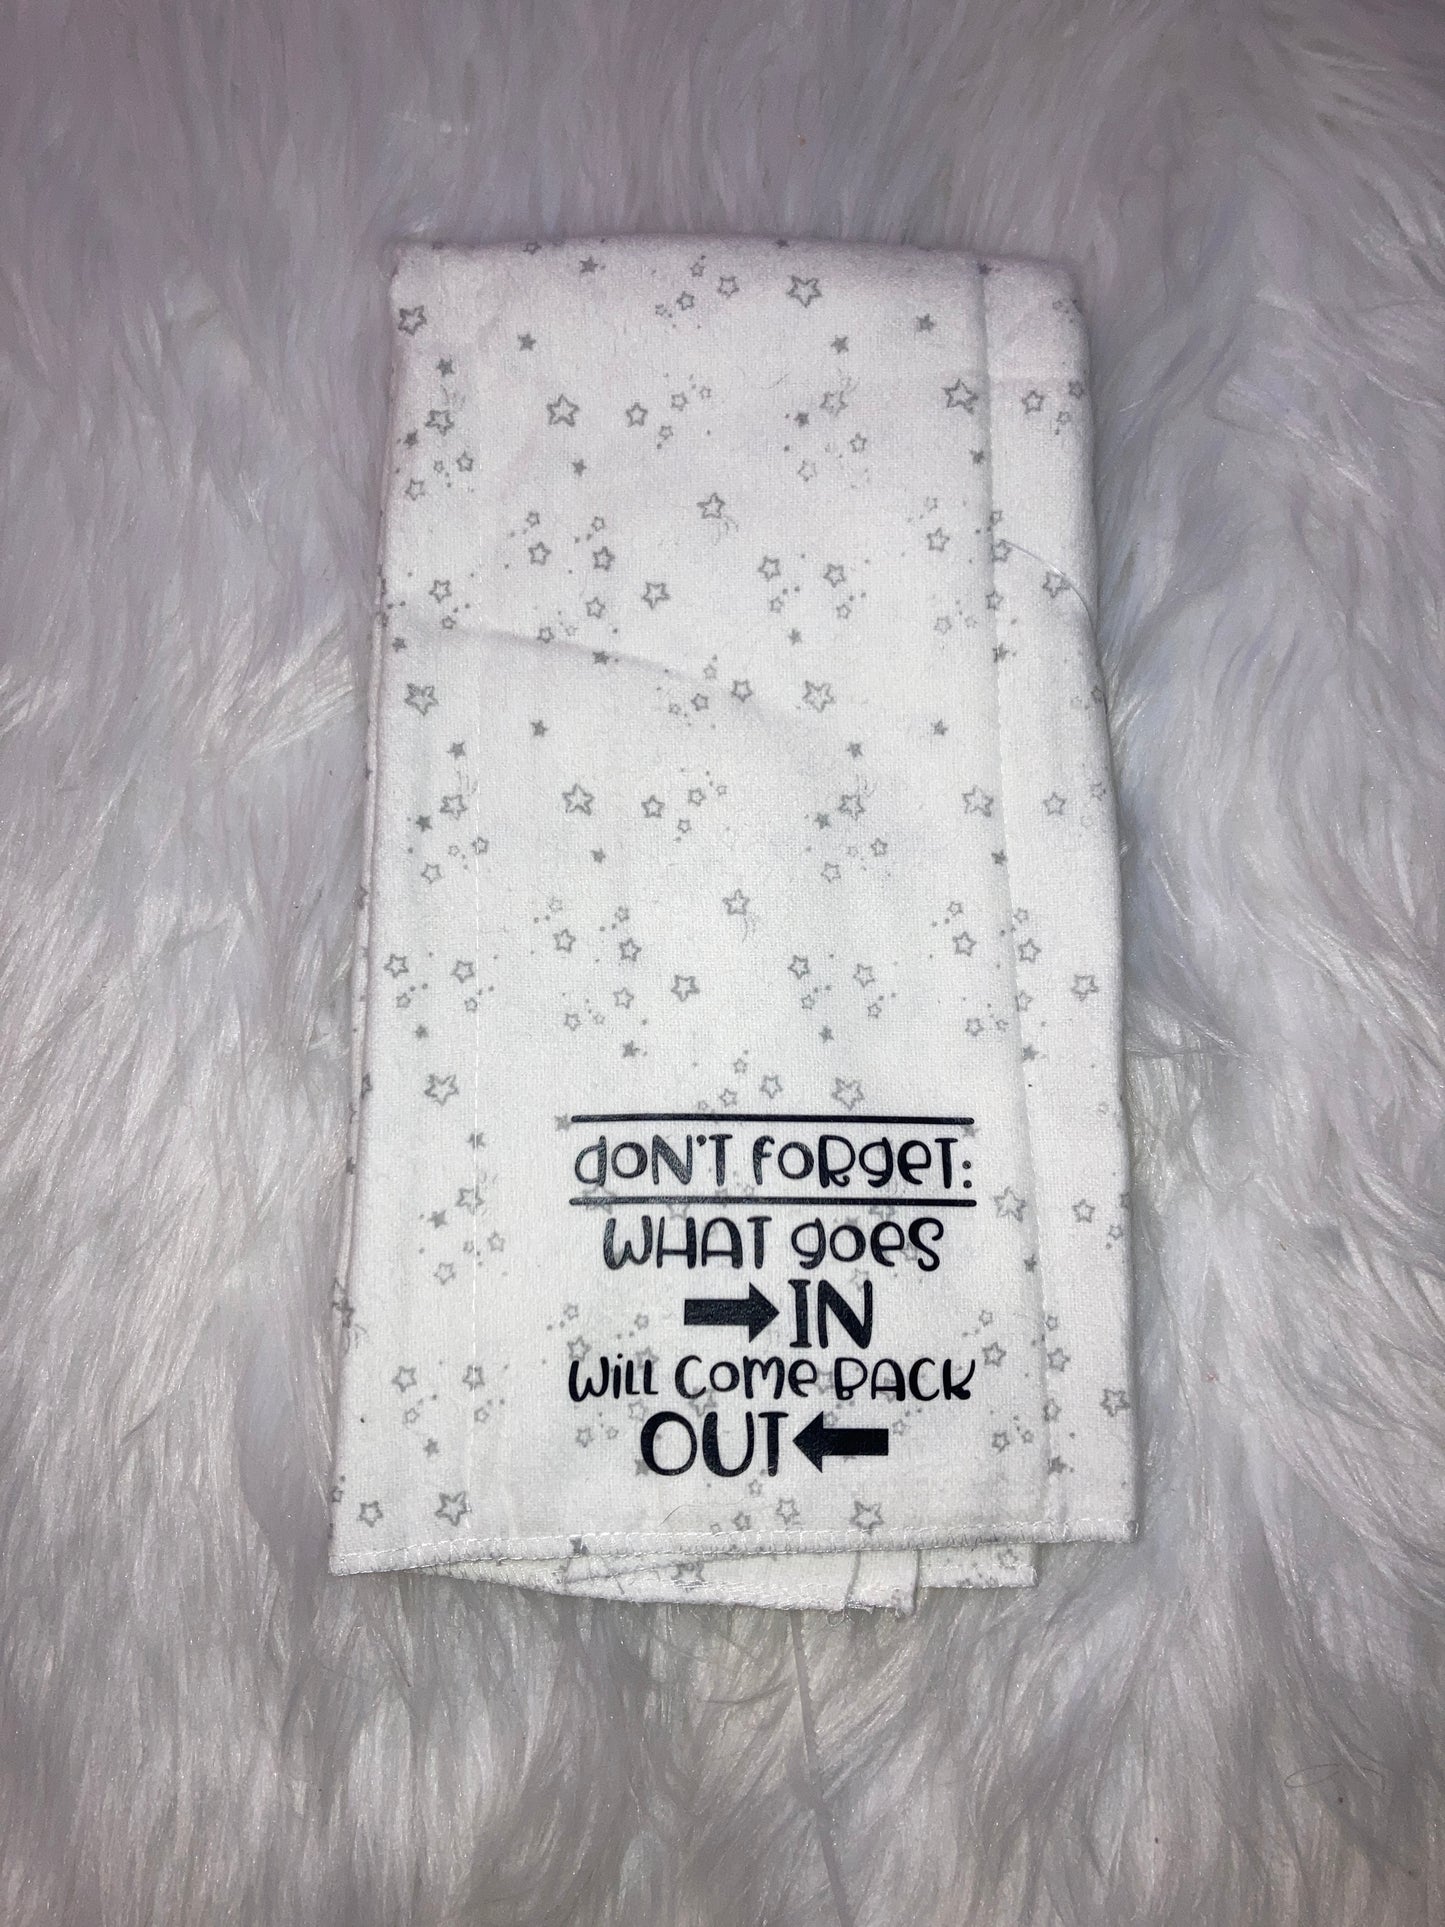 don't forget:
WHAT goes
IN
will come BACK
OUT